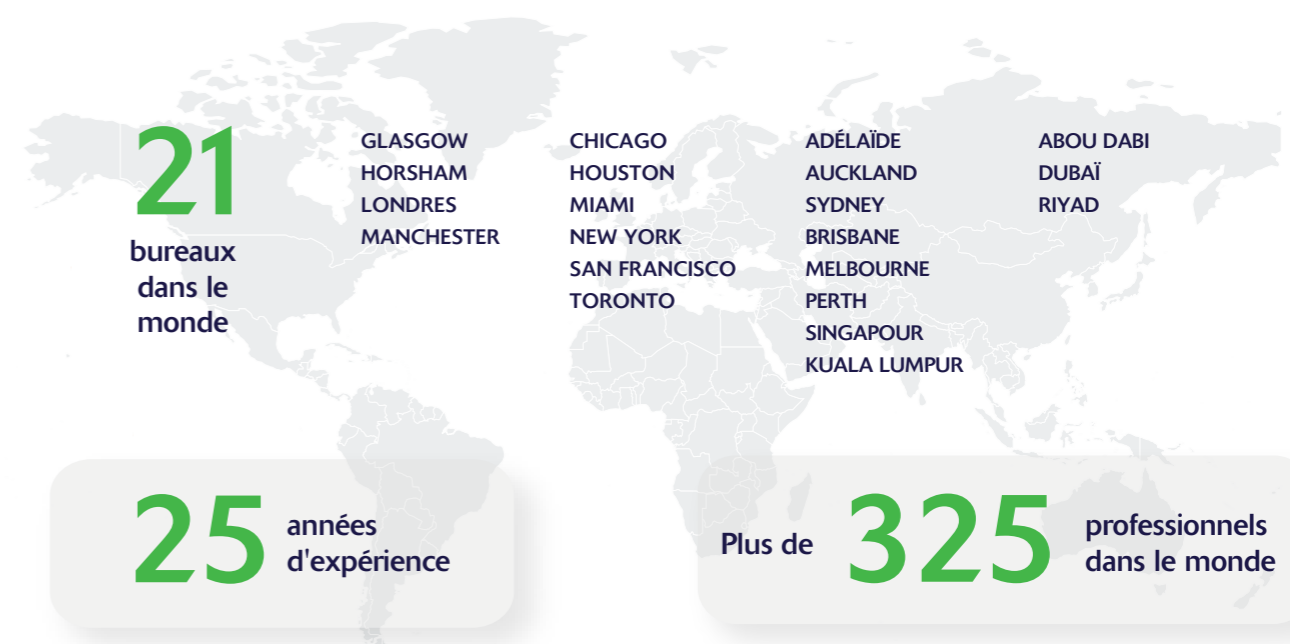 21
bureaux
dans le
monde
GLASGOW
HORSHAM
LONDRES
MANCHESTER
CHICAGO
HOUSTON
MIAMI
NEW YORK
SAN FRANCISCO
TORONTO
ADÉLAÏDE
AUCKLAND
SYDNEY
BRISBANE
MELBOURNE
PERTH
SINGAPOUR
KUALA LUMPUR
ABOU DABI
DUBAÏ
RIYAD
25
années
d'expérience
Plus de
325
professionnels
dans le monde